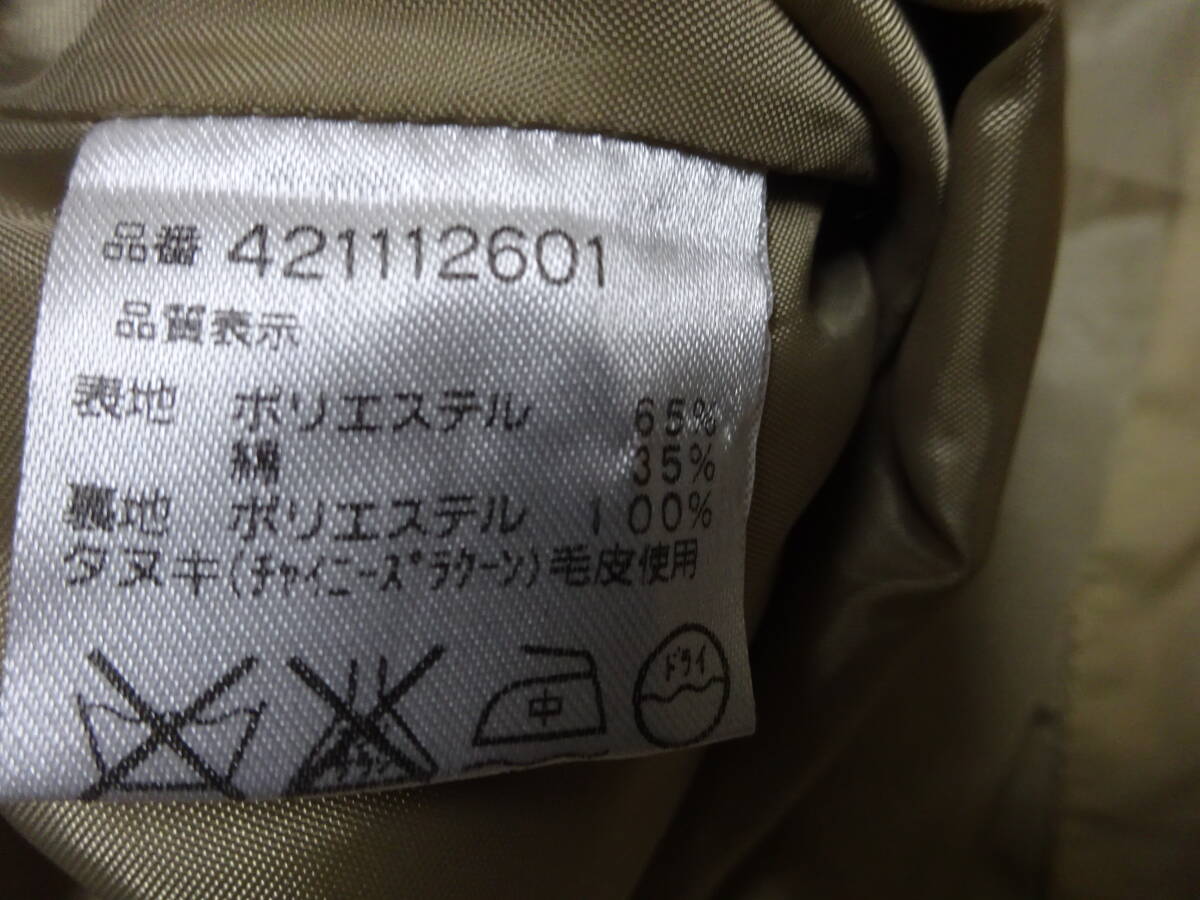 品番 421112601
品質表示
表地 ポリエステル 65%
綿 35%
裏地 ポリエステル 100%
タヌキ(チャイニーズラクーン)毛皮使用
中 ドライ